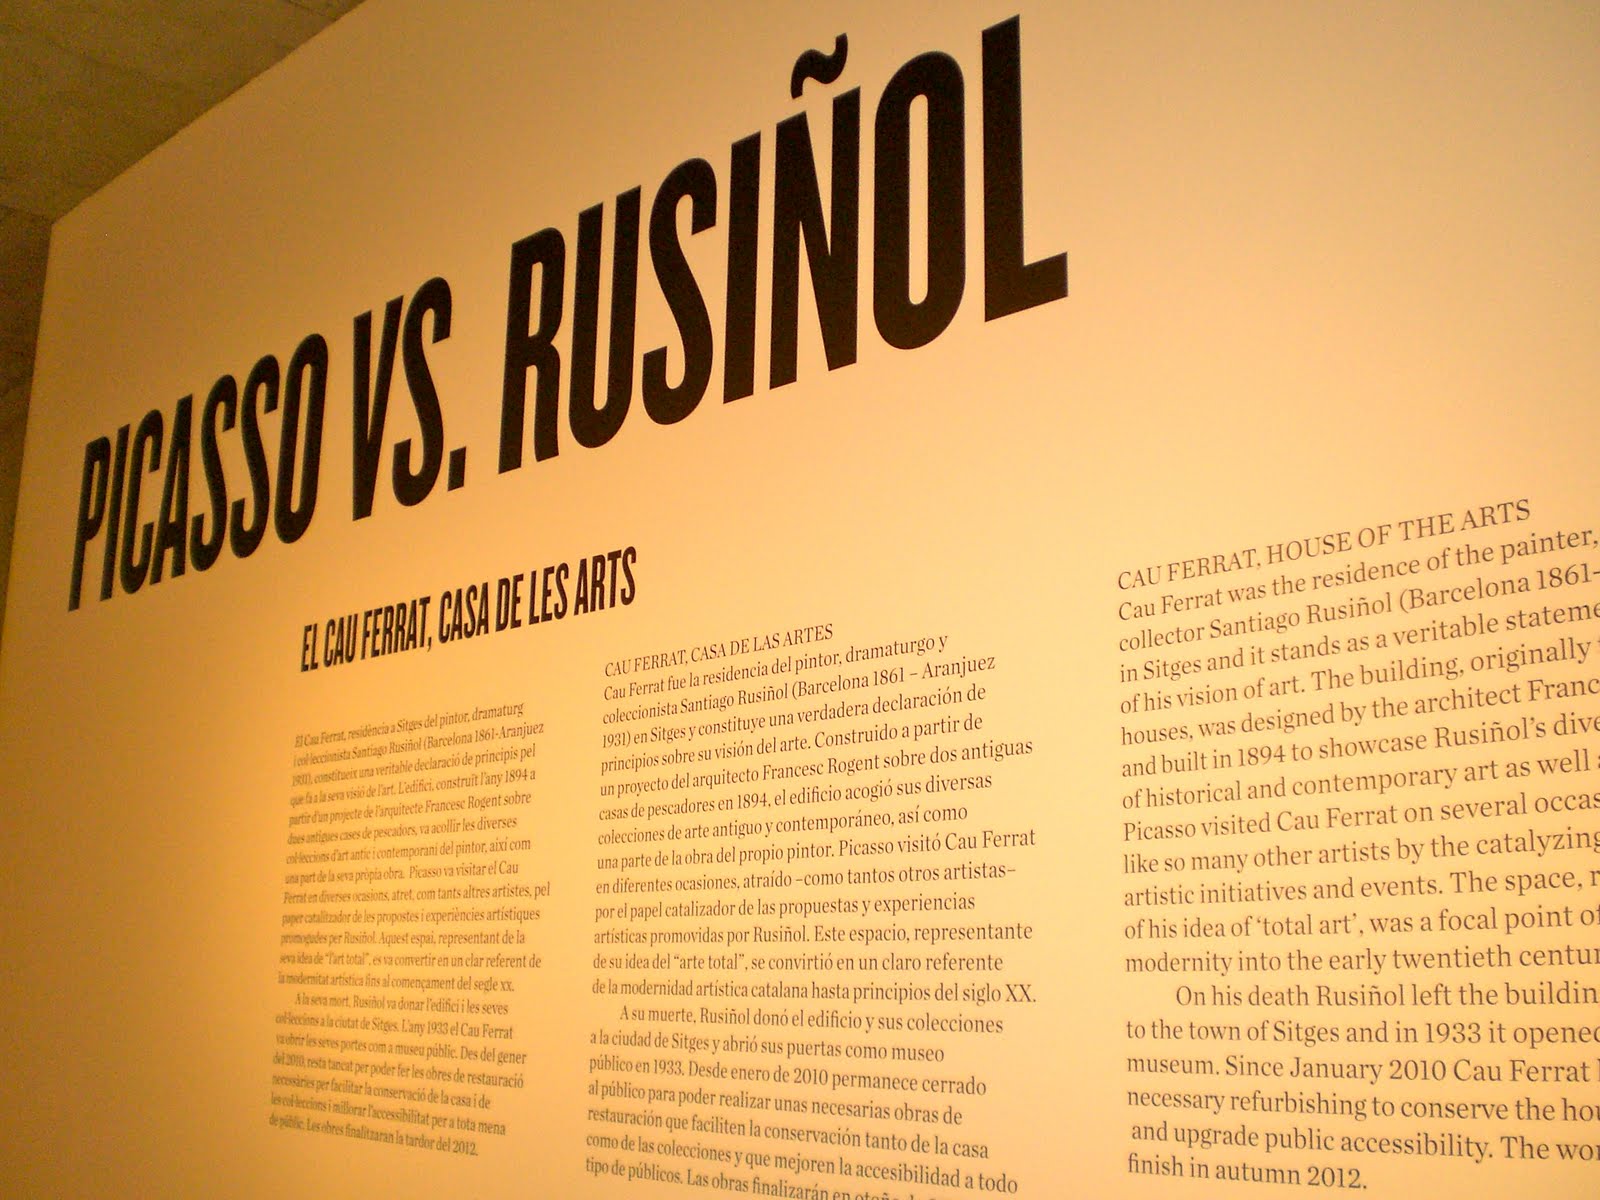 PICASSO VS. RUSIÑOL
EL CAU FERRAT, CASA DE LES ARTS
El Cau Ferrat, residència a Sitges del pintor, dramaturg
i col·leccionista Santiago Rusiñol (Barcelona 1861-Aranjuez
1931), constitueix una veritable declaració de principis pel
que fa a la seva visió de l'art. L'edifici, construït l'any 1894 a
partir d'un projecte de l'arquitecte Francesc Rogent sobre
dues antigues cases de pescadors, va acollir les diverses
col·leccions d'art antic i contemporani del pintor, així com
una part de la seva pròpia obra. Picasso va visitar el Cau
Ferrat en diverses ocasions, atret, com tants altres artistes, pel
paper catalitzador de les propostes i experiències artístiques
promogudes per Rusiñol. Aquest espai, representant de la
seva idea de "l'art total", es va convertir en un clar referent de
la modernitat artística fins al començament del segle XX.
A la seva mort, Rusiñol va donar l'edifici i les seves
col·leccions a la ciutat de Sitges. L'any 1933 el Cau Ferrat
va obrir les seves portes com a museu públic. Des del gener
del 2010, resta tancat per poder fer les obres de restauració
necessàries per facilitar la conservació de la casa i de
les col·leccions i millorar l'accessibilitat per a tota mena
de públic. Les obres finalitzaran la tardor del 2012.
CAU FERRAT, CASA DE LAS ARTES
Cau Ferrat fue la residencia del pintor, dramaturgo y
coleccionista Santiago Rusiñol (Barcelona 1861 – Aranjuez
1931) en Sitges y constituye una verdadera declaración de
principios sobre su visión del arte. Construido a partir de
un proyecto del arquitecto Francesc Rogent sobre dos antiguas
casas de pescadores en 1894, el edificio acogió sus diversas
colecciones de arte antiguo y contemporáneo, así como
una parte de la obra del propio pintor. Picasso visitó Cau Ferrat
en diferentes ocasiones, atraído –como tantos otros artistas–
por el papel catalizador de las propuestas y experiencias
artísticas promovidas por Rusiñol. Este espacio, representante
de su idea del "arte total", se convirtió en un claro referente
de la modernidad artística catalana hasta principios del siglo XX.
A su muerte, Rusiñol donó el edificio y sus colecciones
a la ciudad de Sitges y abrió sus puertas como museo
público en 1933. Desde enero de 2010 permanece cerrado
al público para poder realizar unas necesarias obras de
restauración que faciliten la conservación tanto de la casa
como de las colecciones y que mejoren la accesibilidad a todo
tipo de públicos. Las obras finalizarán en
CAU FERRAT, HOUSE OF THE ARTS
Cau Ferrat was the residence of the painter,
collector Santiago Rusiñol (Barcelona 1861–
in Sitges and it stands as a veritable stateme
of his vision of art. The building, originally
houses, was designed by the architect Franc
and built in 1894 to showcase Rusiñol's dive
of historical and contemporary art as well
Picasso visited Cau Ferrat on several occas
like so many other artists by the catalyzing
artistic initiatives and events. The space, r
of his idea of 'total art', was a focal point of
modernity into the early twentieth centur
On his death Rusiñol left the buildin
to the town of Sitges and in 1933 it opened
museum. Since January 2010 Cau Ferrat
necessary refurbishing to conserve the hou
and upgrade public accessibility. The wo
finish in autumn 2012.